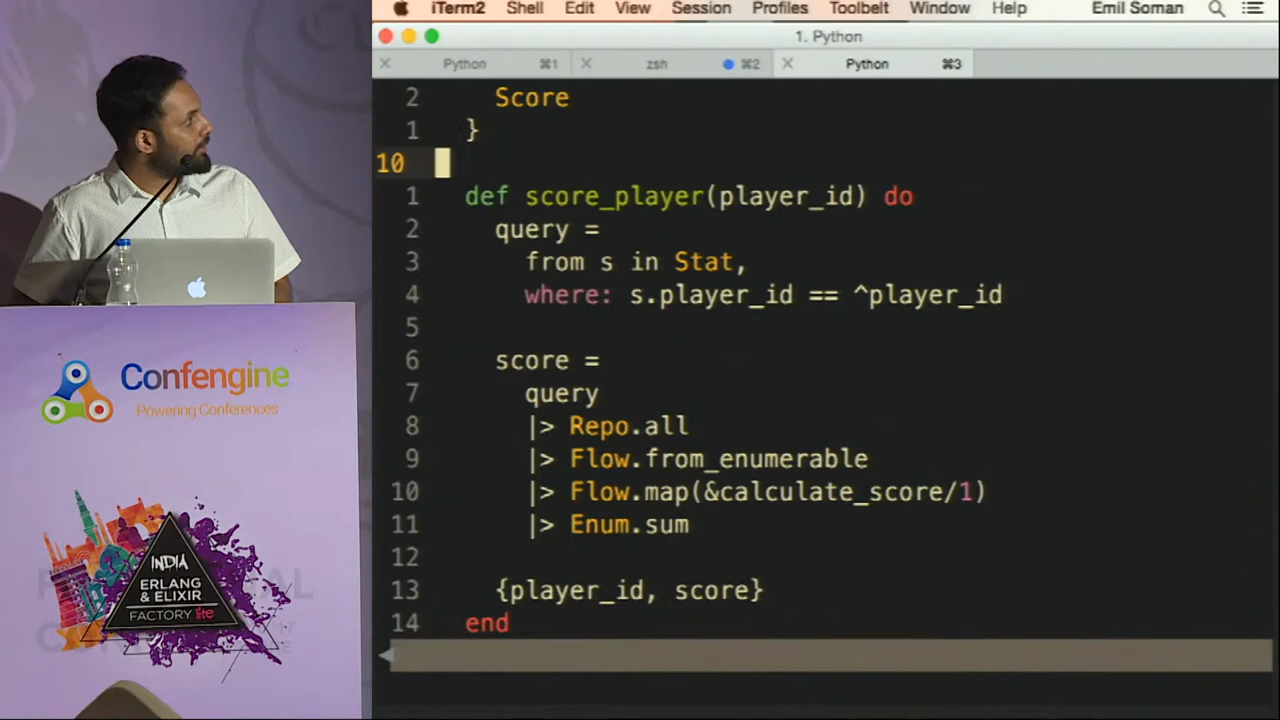 iTerm2 Shell Edit View Session Profiles Toolbelt Window Help Emil Soman
1. Python
Python ⌘1 zsh ⌘2 Python ⌘3
2 Score
1 }
10
1 def score_player(player_id) do
2 query =
3 from s in Stat,
4 where: s.player_id == ^player_id
5
6 score =
7 query
8 |> Repo.all
9 |> Flow.from_enumerable
10 |> Flow.map(&calculate_score/1)
11 |> Enum.sum
12
13 {player_id, score}
14 end
Confengine
Powering Conferences
INDIA
ERLANG
& ELIXIR
FACTORY lite